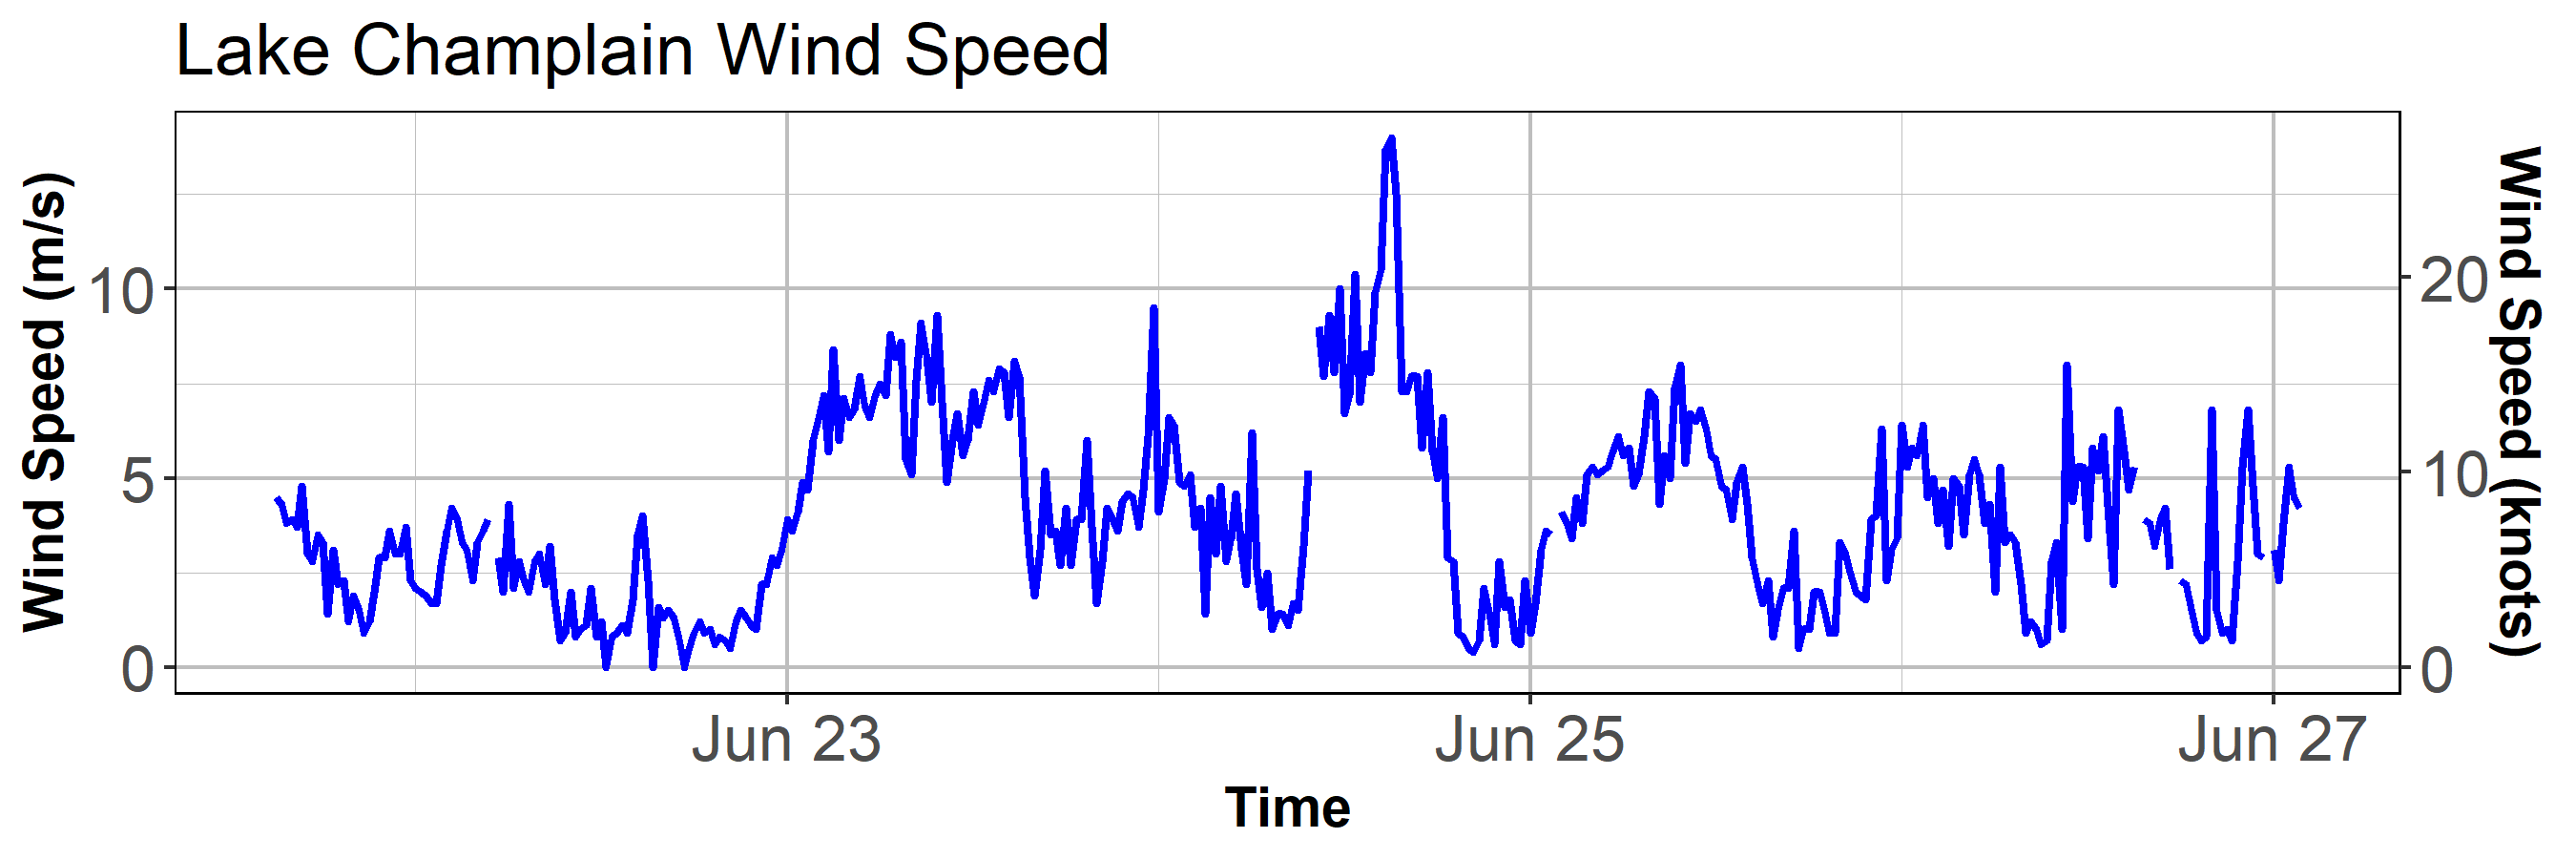 Lake Champlain Wind Speed
Wind Speed (m/s)
10
5
0
20
10
0
Wind Speed (knots)
Jun 23 Jun 25 Jun 27
Time